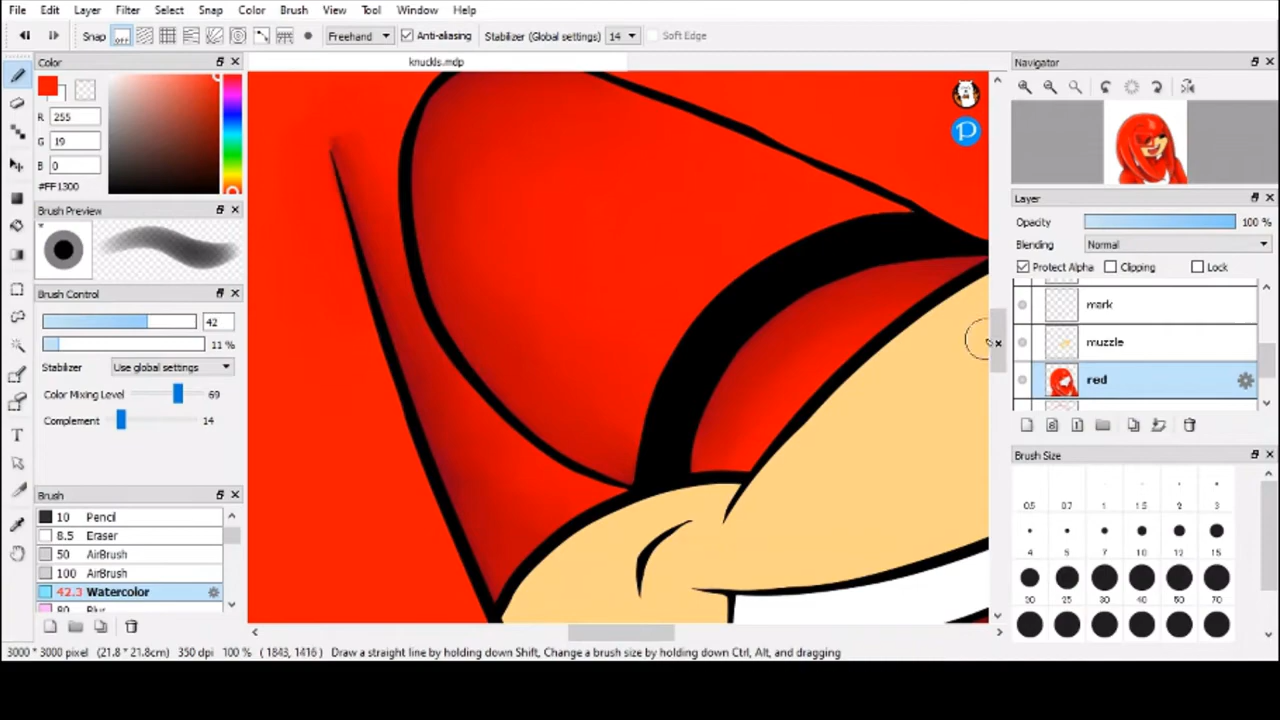 File Edit Layer Filter Select Snap Color Brush View Tool Window Help
Snap off Freehand Anti-aliasing Stabilizer (Global settings) 14 Soft Edge
Color
knuckls.mdp
Navigator
R 255
G 19
B 0
#FF1300
Brush Preview
Brush Control
42
11 %
Stabilizer Use global settings
Color Mixing Level 69
Complement 14
Brush
10 Pencil
8.5 Eraser
50 AirBrush
100 AirBrush
42.3 Watercolor
80 Blur
Layer
Opacity 100 %
Blending Normal
Protect Alpha Clipping Lock
mark
muzzle
red
8 1
Brush Size
0.5 0.7 1 1.5 2 3
4 5 7 10 12 15
20 25 30 40 50 70
P
3000 * 3000 pixel (21.8 * 21.8cm) 350 dpi 100 % ( 1843, 1416 ) Draw a straight line by holding down Shift, Change a brush size by holding down Ctrl, Alt, and dragging